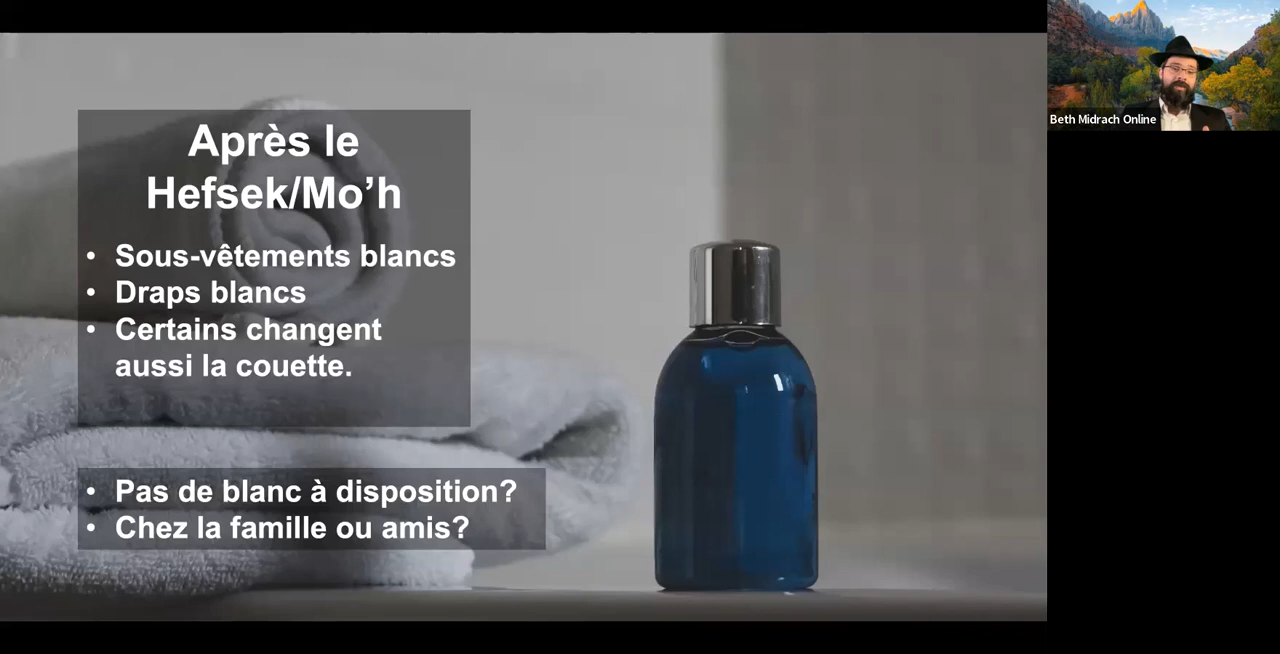 Après le
Hefsek/Mo’h
• Sous-vêtements blancs
• Draps blancs
• Certains changent
aussi la couette.
• Pas de blanc à disposition?
• Chez la famille ou amis?
Beth Midrach Online